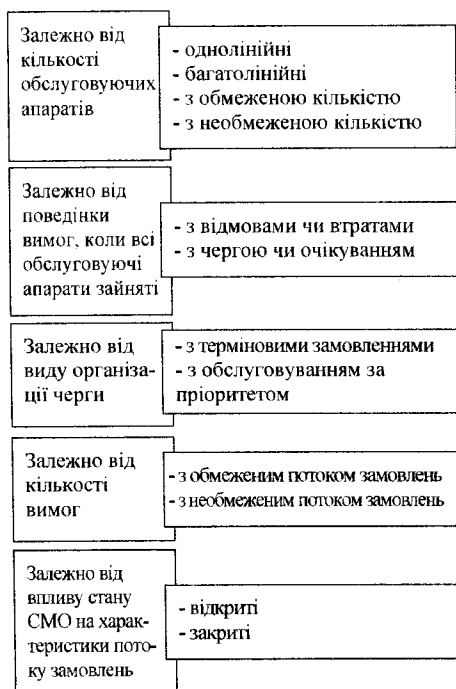 Залежно від
кількості
обслуговуючих
апаратів
- однолінійні
- багатолінійні
- з обмеженою кількістю
- з необмеженою кількістю
Залежно від
поведінки
вимог, коли всі
обслуговуючі
апарати зайняті
- з відмовами чи втратами
- з чергою чи очікуванням
Залежно від
виду організа-
ції черги
- з терміновими замовленнями
- з обслуговуванням за
пріоритетом
Залежно від
кількості
вимог
- з обмеженим потоком замовлень
- з необмеженим потоком замовлень
Залежно від
впливу стану
СМО на харак-
теристики пото-
ку замовлень
- відкриті
- закриті